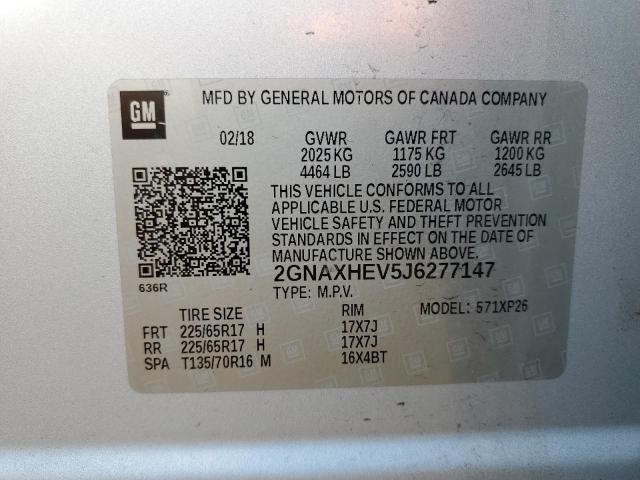 GM
MFD BY GENERAL MOTORS OF CANADA COMPANY
02/18 GVWR GAWR FRT GAWR RR
2025 KG 1175 KG 1200 KG
4464 LB 2590 LB 2645 LB
THIS VEHICLE CONFORMS TO ALL
APPLICABLE U.S. FEDERAL MOTOR
VEHICLE SAFETY AND THEFT PREVENTION
STANDARDS IN EFFECT ON THE DATE OF
MANUFACTURE SHOWN ABOVE.
2GNAXHEV5J6277147
636R
TYPE: M.P.V. MODEL: 571XP26
TIRE SIZE RIM
FRT 225/65R17 H 17X7J
RR 225/65R17 H 17X7J
SPA T135/70R16 M 16X4BT